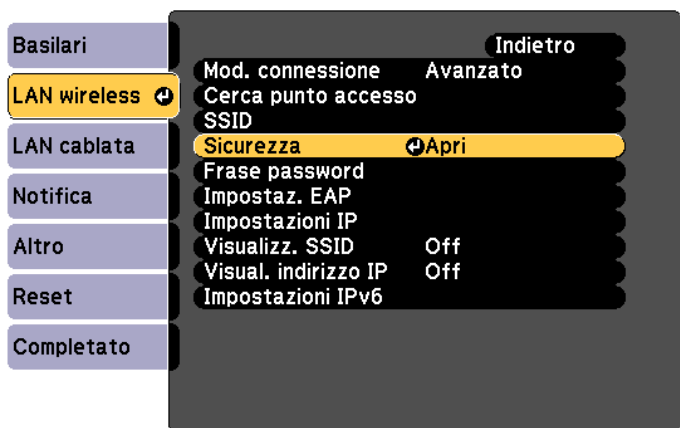 Basilari
LAN wireless
LAN cablata
Notifica
Altro
Reset
Completato
Indietro
Mod. connessione Avanzato
Cerca punto accesso
SSID
Sicurezza Apri
Frase password
Impostaz. EAP
Impostazioni IP
Visualizz. SSID Off
Visual. indirizzo IP Off
Impostazioni IPv6